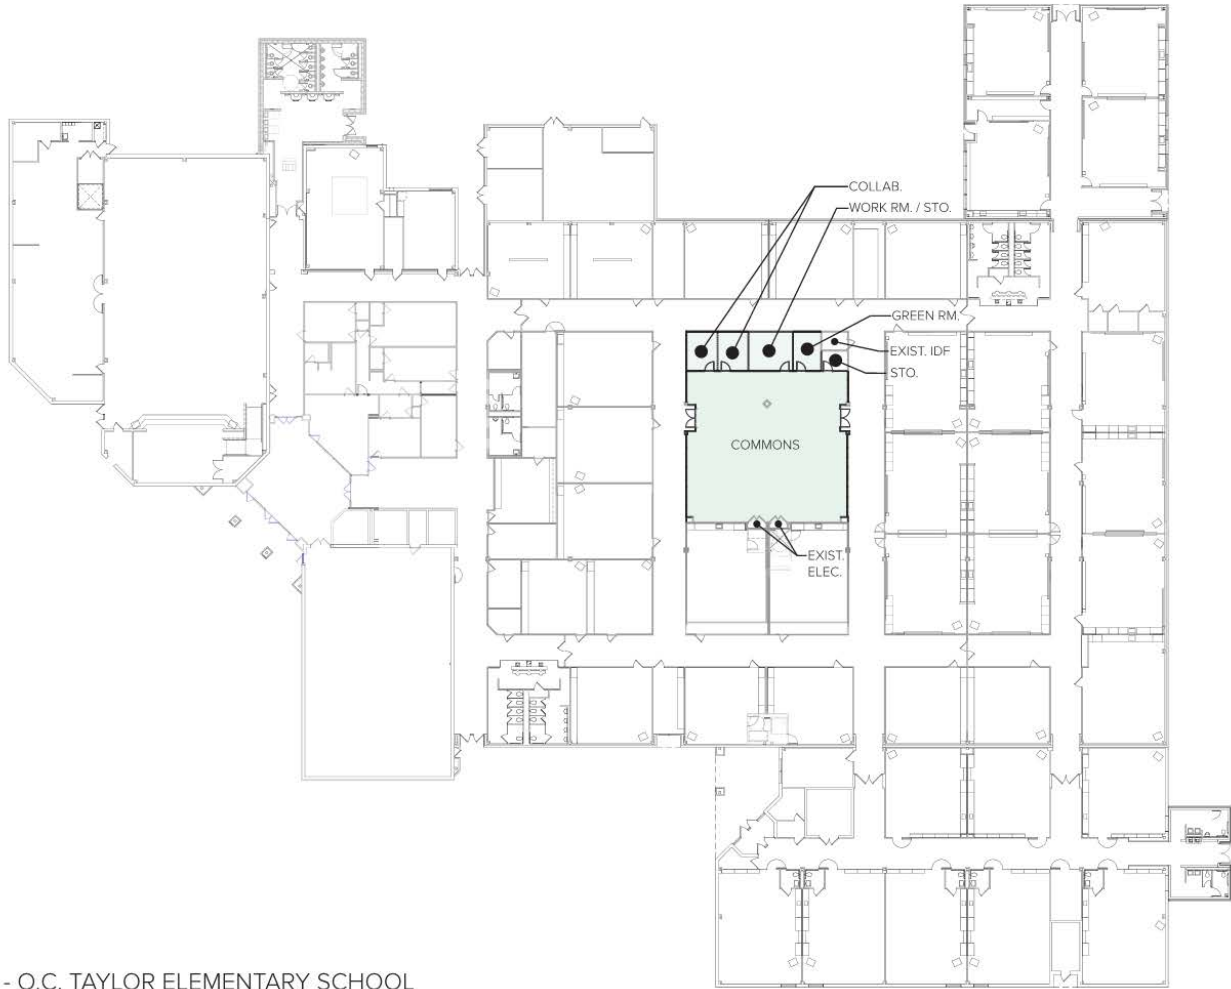 COLLAB.
WORK RM. / STO.
GREEN RM.
EXIST. IDF
STO.
COMMONS
EXIST.
ELEC.
- O.C. TAYLOR ELEMENTARY SCHOOL